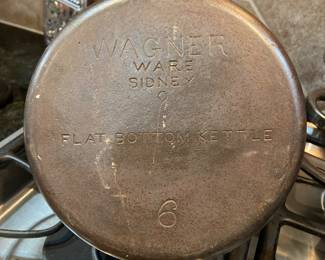 WAGNER
WARE
SIDNEY
O
FLAT BOTTOM KETTLE
6